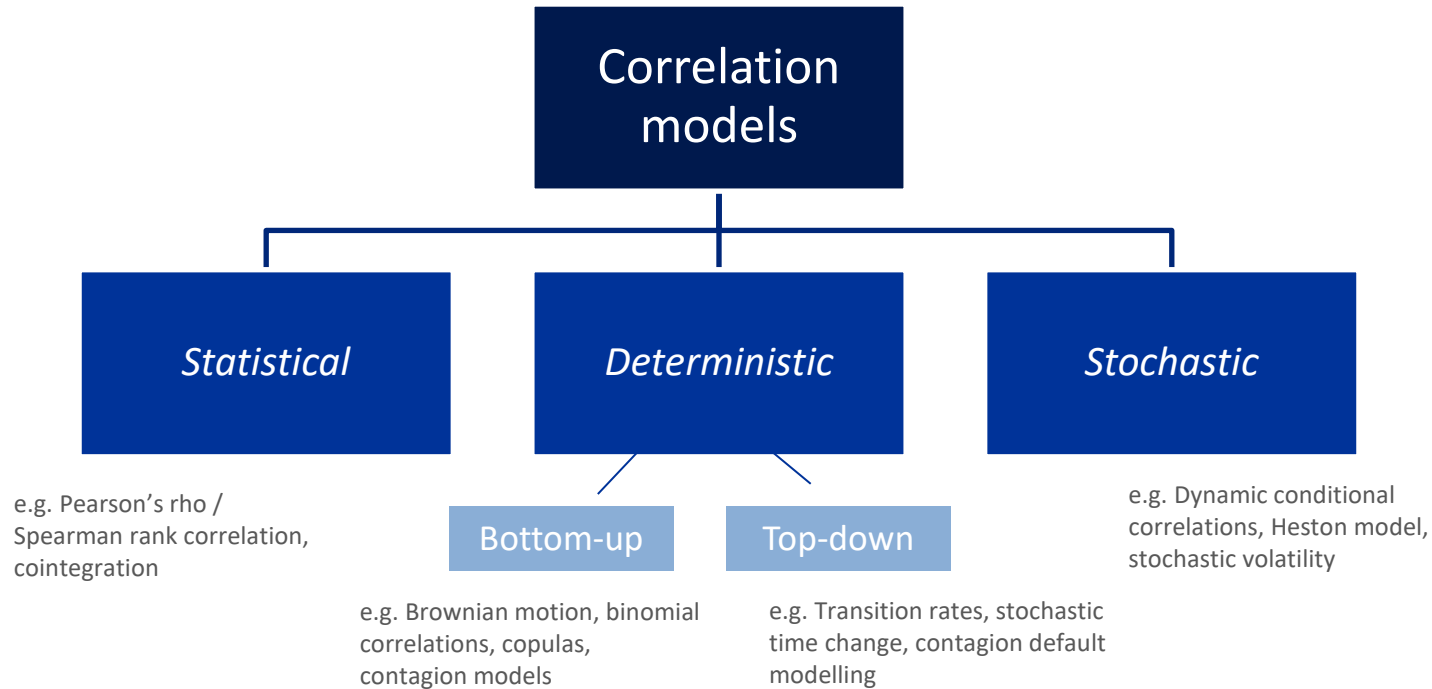 Correlation
models
Statistical
Deterministic
Stochastic
e.g. Pearson’s rho /
Spearman rank correlation,
cointegration
Bottom-up
Top-down
e.g. Brownian motion, binomial
correlations, copulas,
contagion models
e.g. Transition rates, stochastic
time change, contagion default
modelling
e.g. Dynamic conditional
correlations, Heston model,
stochastic volatility